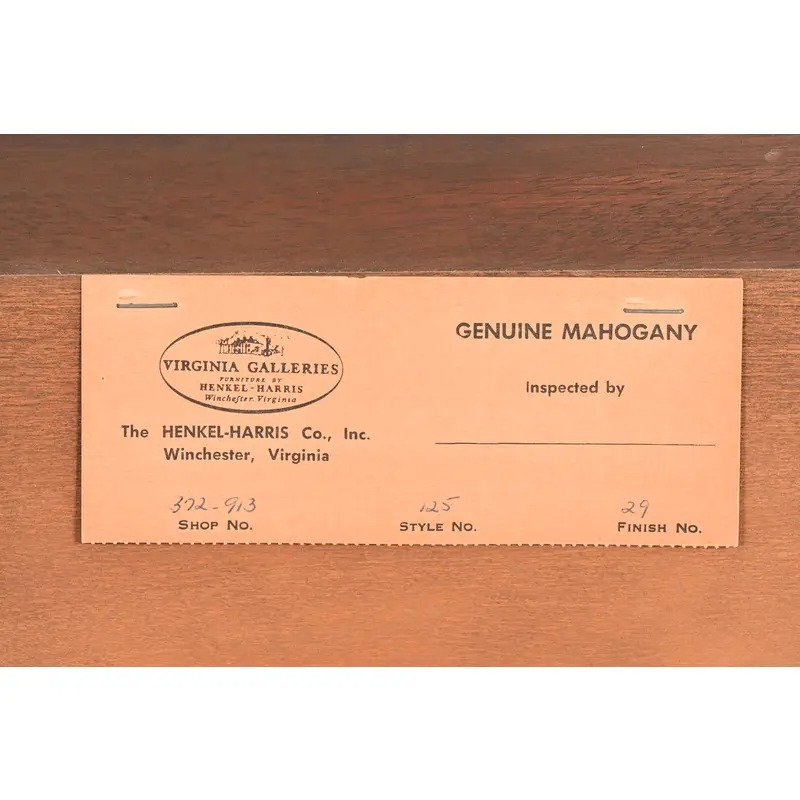 VIRGINIA GALLERIES
FURNITURE BY
HENKEL-HARRIS
Winchester, Virginia
The HENKEL-HARRIS Co., Inc.
Winchester, Virginia
GENUINE MAHOGANY
Inspected by
372-913
SHOP NO.
125
STYLE NO.
29
FINISH NO.